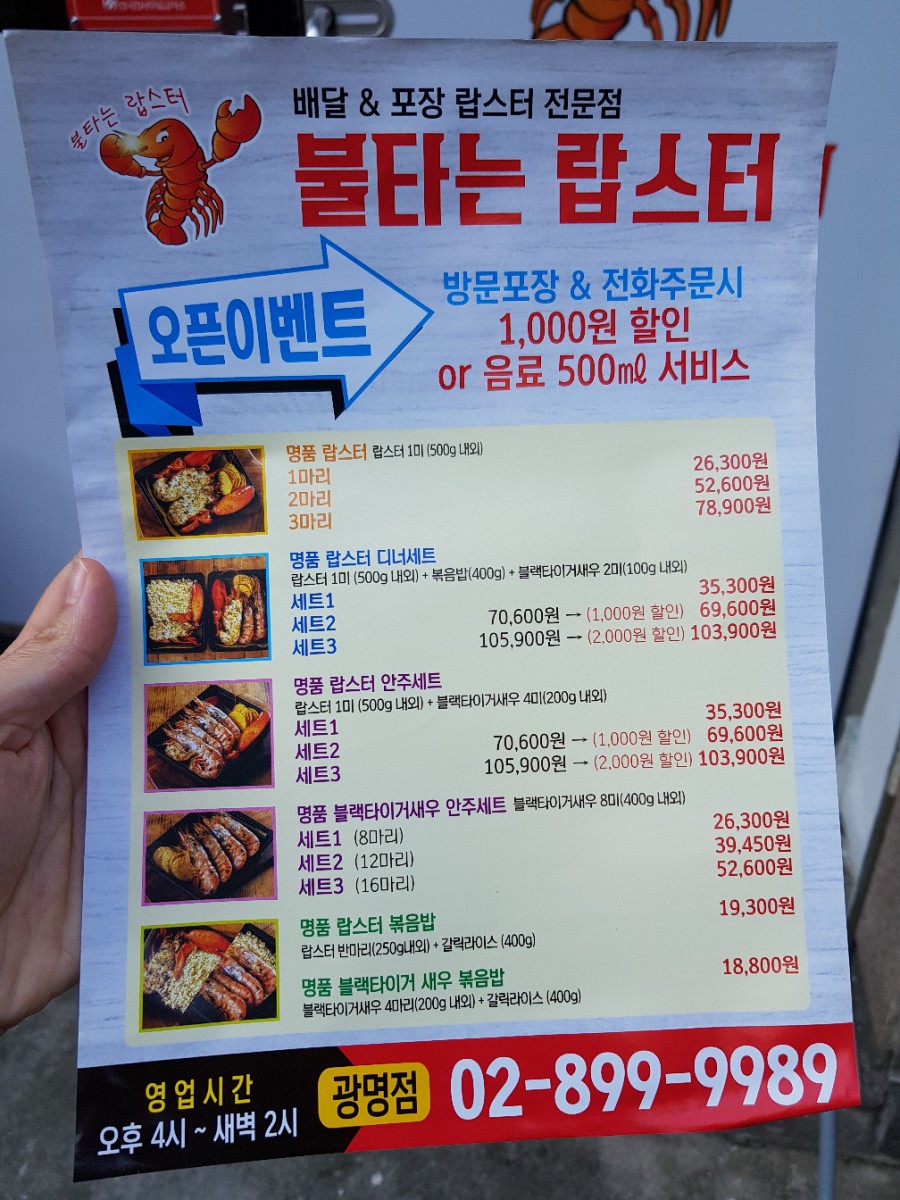 불타는 랍스터
배달 & 포장 랍스터 전문점
불타는 랍스터
오픈이벤트
방문포장 & 전화주문시
1,000원 할인
or 음료 500㎖ 서비스
명품 랍스터 랍스터 1미 (500g 내외)
1마리 26,300원
2마리 52,600원
3마리 78,900원
명품 랍스터 디너세트
랍스터 1미 (500g 내외) + 볶음밥(400g) + 블랙타이거새우 2미(100g 내외)
세트1 35,300원
세트2 70,600원 → (1,000원 할인) 69,600원
세트3 105,900원 → (2,000원 할인) 103,900원
명품 랍스터 안주세트
랍스터 1미 (500g 내외) + 블랙타이거새우 4미(200g 내외)
세트1 35,300원
세트2 70,600원 → (1,000원 할인) 69,600원
세트3 105,900원 → (2,000원 할인) 103,900원
명품 블랙타이거새우 안주세트 블랙타이거새우 8미(400g 내외)
세트1 (8마리) 26,300원
세트2 (12마리) 39,450원
세트3 (16마리) 52,600원
명품 랍스터 볶음밥 19,300원
랍스터 반마리(250g내외) + 갈릭라이스 (400g)
명품 블랙타이거 새우 볶음밥 18,800원
블랙타이거새우 4마리(200g 내외) + 갈릭라이스 (400g)
영업시간
오후 4시 ~ 새벽 2시
광명점 02-899-9989